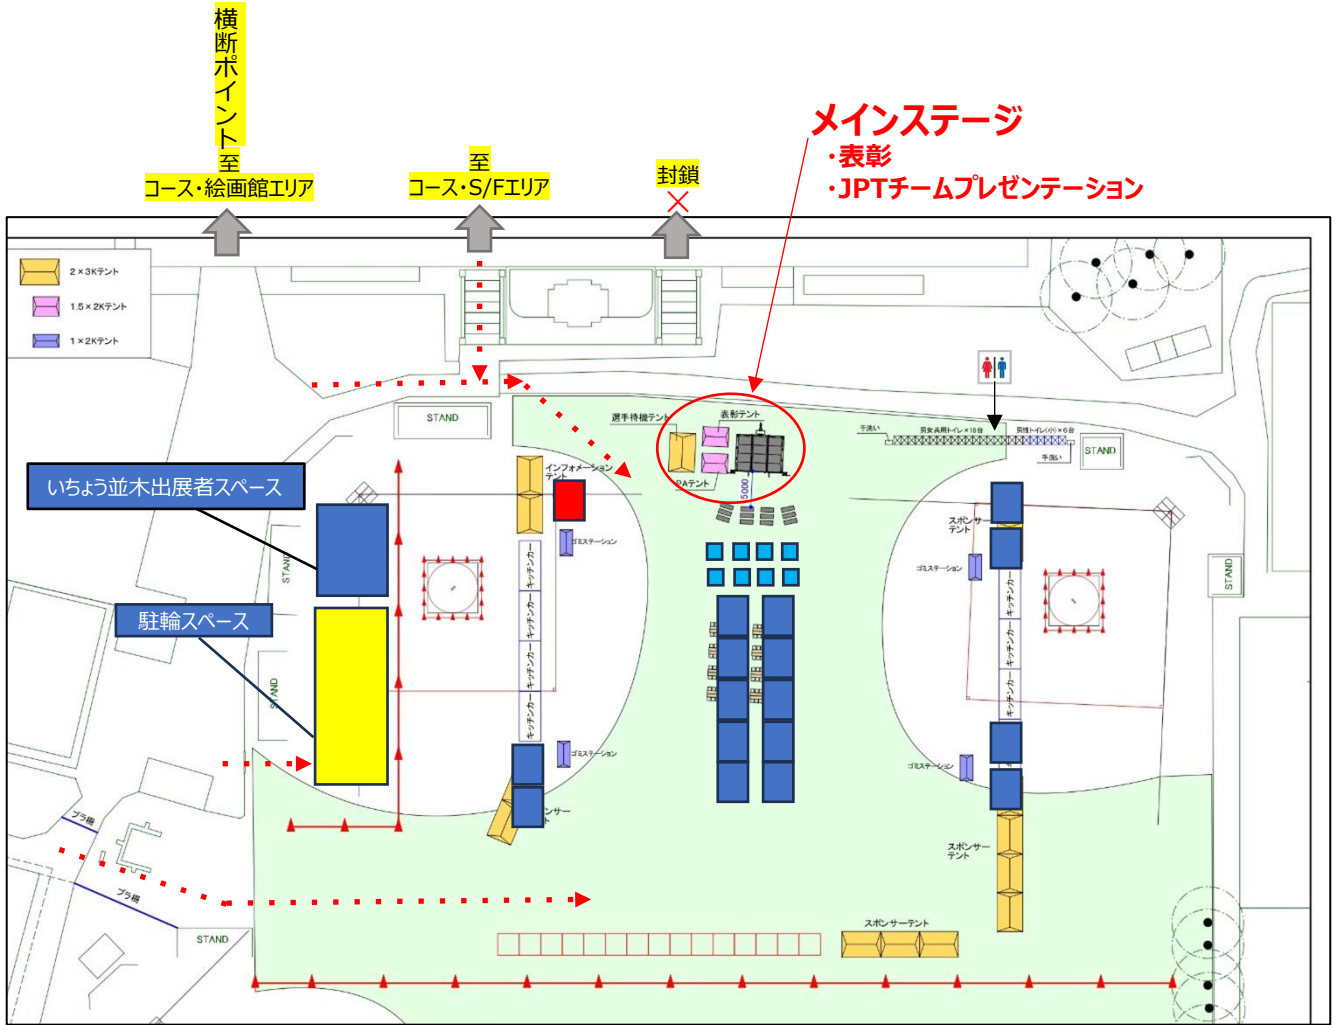 横断ポイント
至
コース・絵画館エリア
至
コース・S/Fエリア
封鎖
メインステージ
・表彰
・JPTチームプレゼンテーション
2×3Kテント
1.5×2Kテント
1×2Kテント
STAND
選手待機テント
表彰テント
PAテント
5000
手洗い
男女共用トイレ×18台
男性トイレ(小)×6台
手洗い
STAND
いちょう並木出展者スペース
インフォメーション
テント
ゴミステーション
キッチンカー
キッチンカー
キッチンカー
キッチンカー
ゴミステーション
スポンサー
テント
ゴミステーション
キッチンカー
キッチンカー
キッチンカー
ゴミステーション
STAND
STAND
駐輪スペース
STAND
ンサー
ト
スポンサー
テント
プラ柵
プラ柵
STAND
スポンサーテント